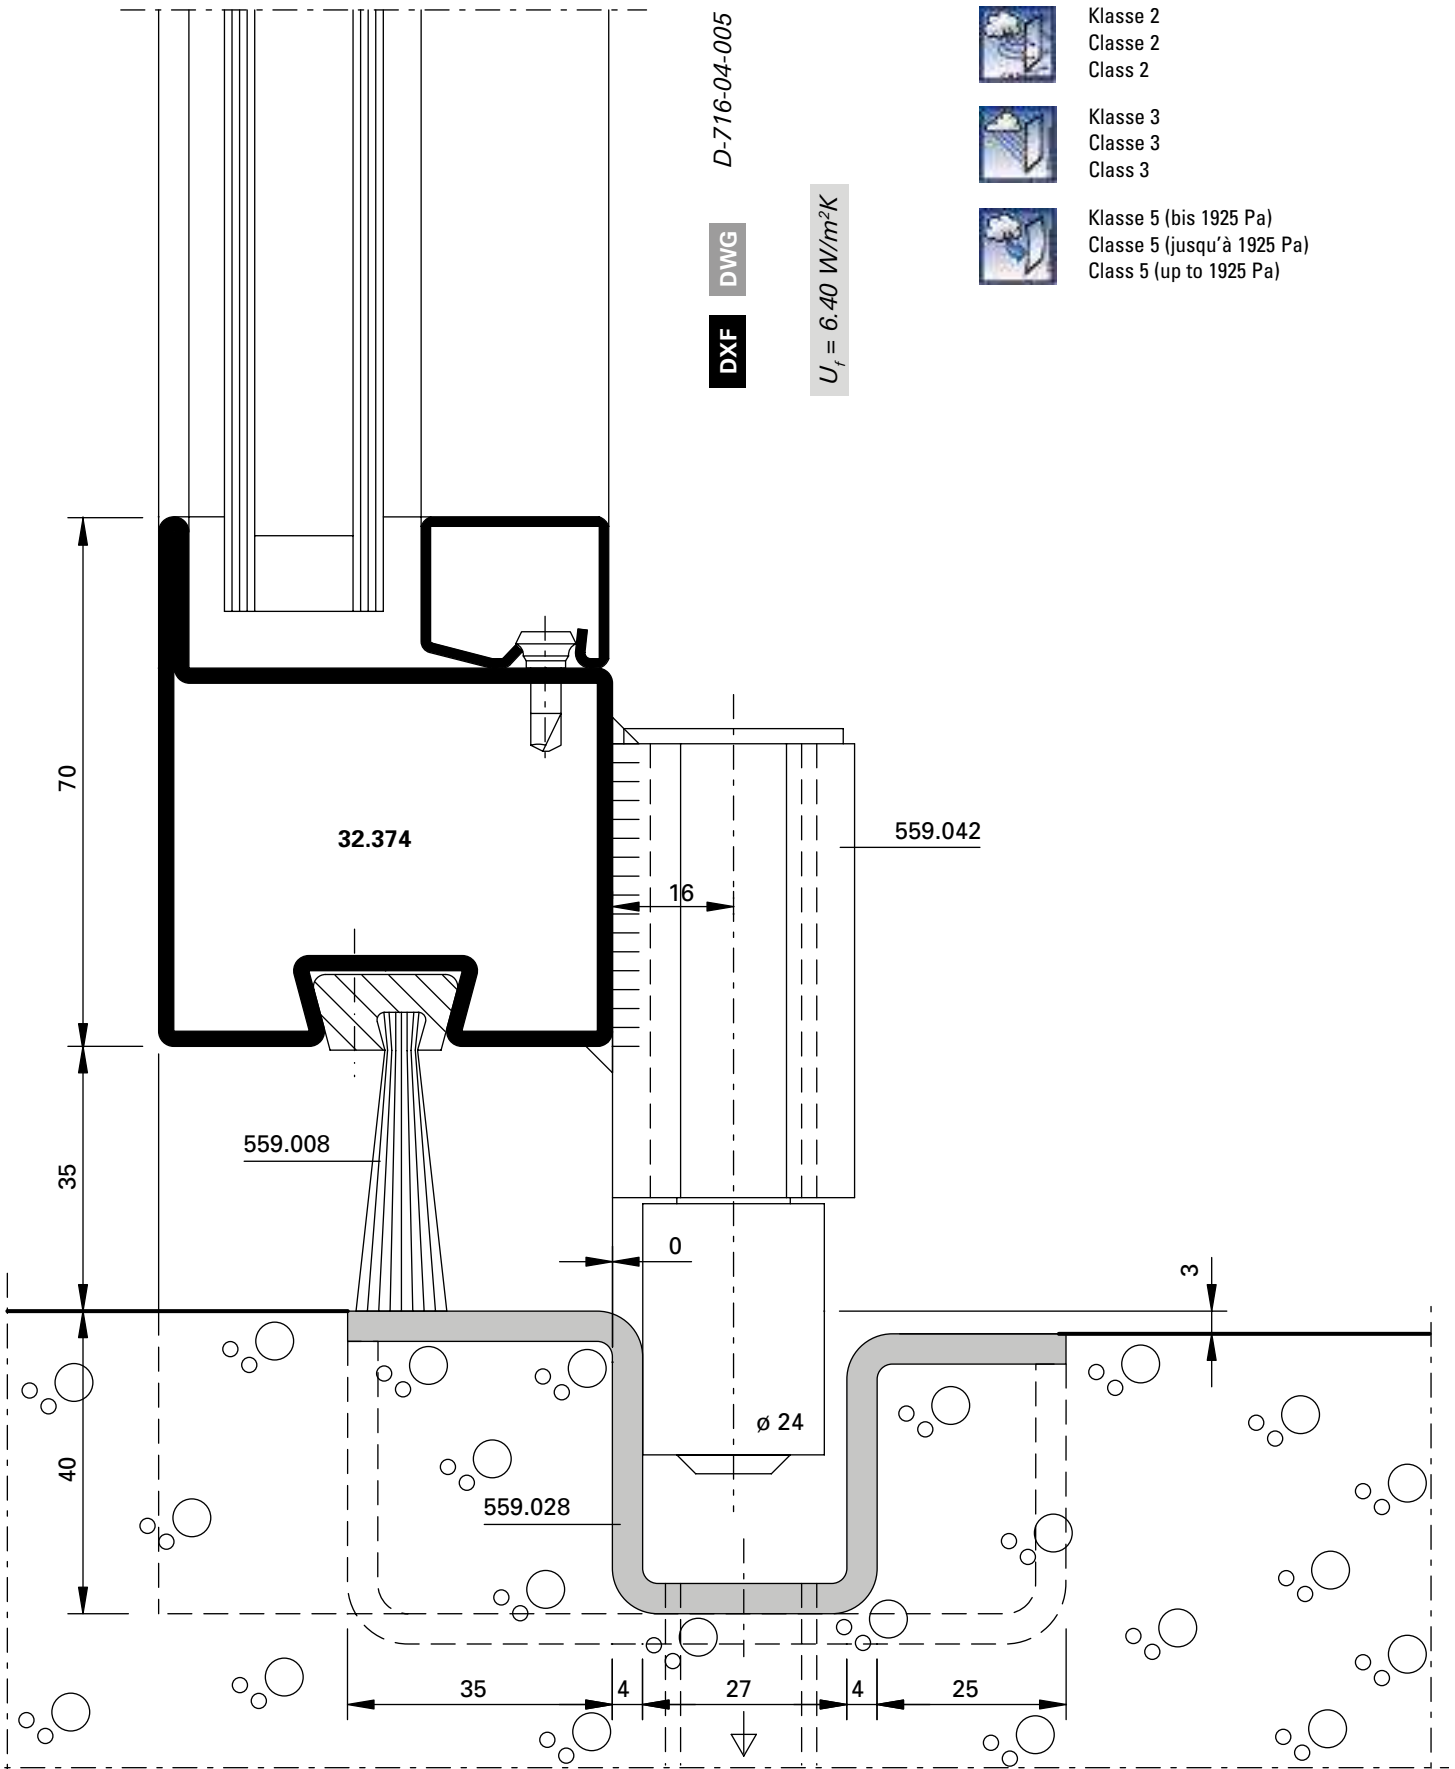 D-716-04-005
DWG
DXF
U_f = 6.40 W/m²K
Klasse 2
Classe 2
Class 2
Klasse 3
Classe 3
Class 3
Klasse 5 (bis 1925 Pa)
Classe 5 (jusqu'à 1925 Pa)
Class 5 (up to 1925 Pa)
70
32.374
559.042
16
559.008
35
0
3
ø 24
40
559.028
35
4
27
4
25